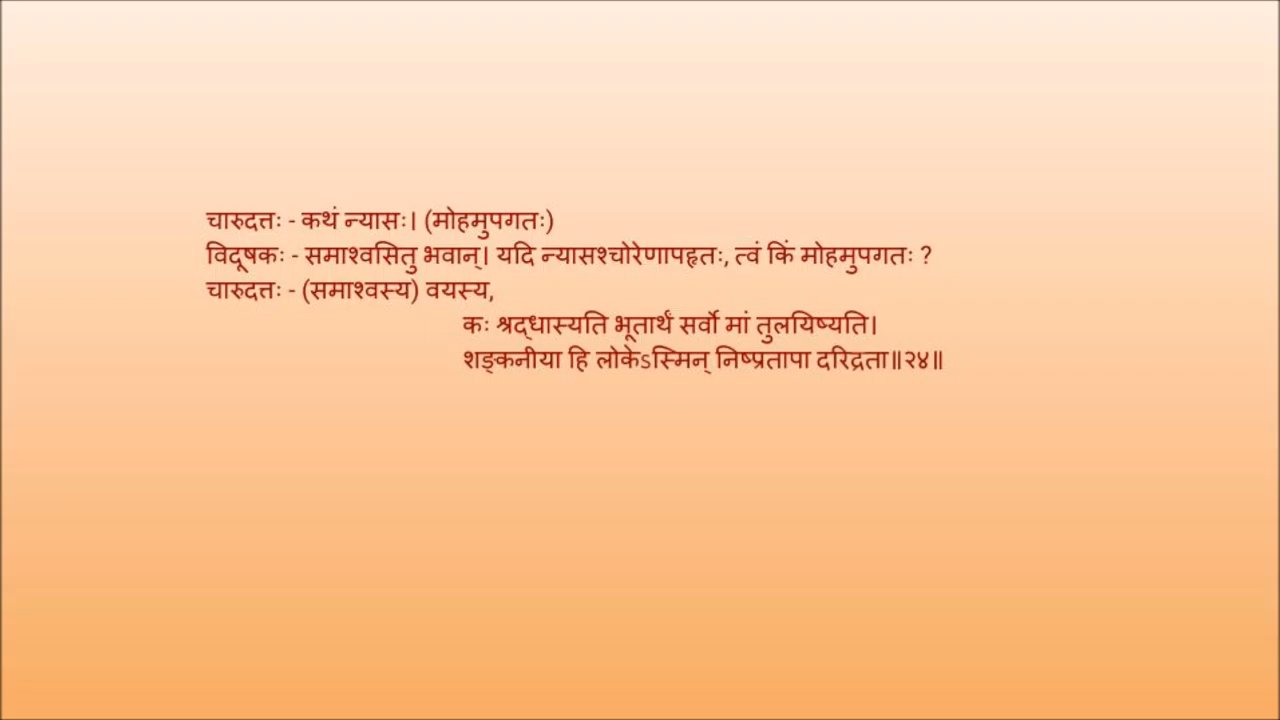 चारुदत्तः - कथं न्यासः। (मोहमुपगतः)
विदूषकः - समाश्वसितु भवान्। यदि न्यासश्चोरेणापहृतः, त्वं किं मोहमुपगतः ?
चारुदत्तः - (समाश्वस्य) वयस्य,
कः श्रद्धास्यति भूतार्थं सर्वो मां तुलयिष्यति।
शङ्कनीया हि लोकेऽस्मिन् निष्प्रतापा दरिद्रता॥२४॥